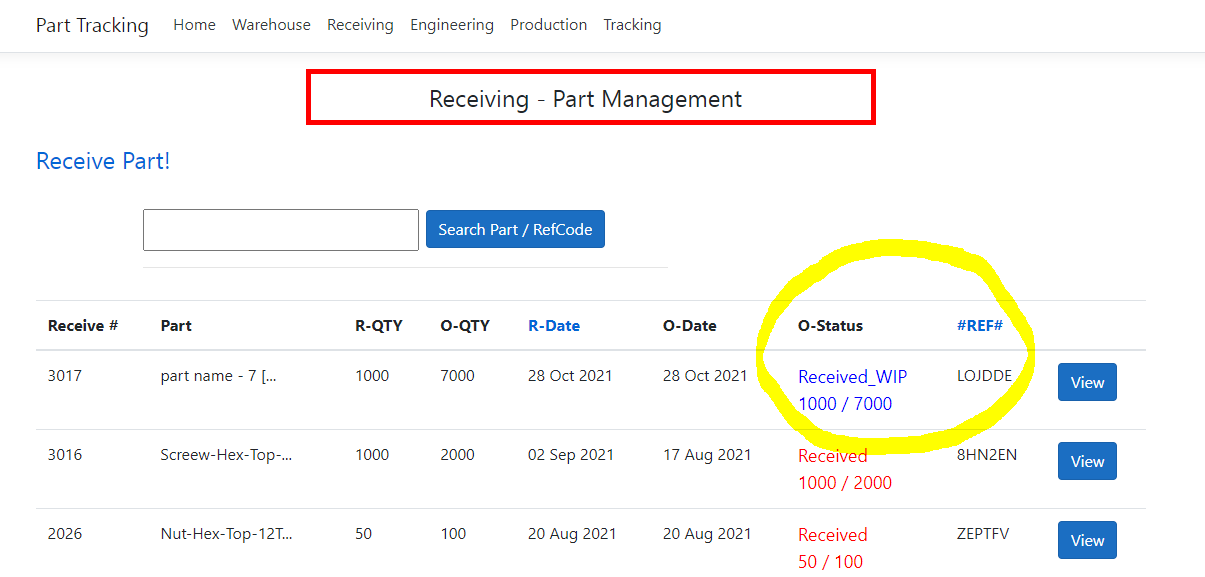 Part Tracking Home Warehouse Receiving Engineering Production Tracking
Receiving - Part Management
Receive Part!
Search Part / RefCode
Receive # Part R-QTY O-QTY R-Date O-Date O-Status #REF#
3017 part name - 7 [... 1000 7000 28 Oct 2021 28 Oct 2021 Received_WIP LOJDDE View
1000 / 7000
3016 Screew-Hex-Top-... 1000 2000 02 Sep 2021 17 Aug 2021 Received 8HN2EN View
1000 / 2000
2026 Nut-Hex-Top-12T... 50 100 20 Aug 2021 20 Aug 2021 Received ZEPTFV View
50 / 100